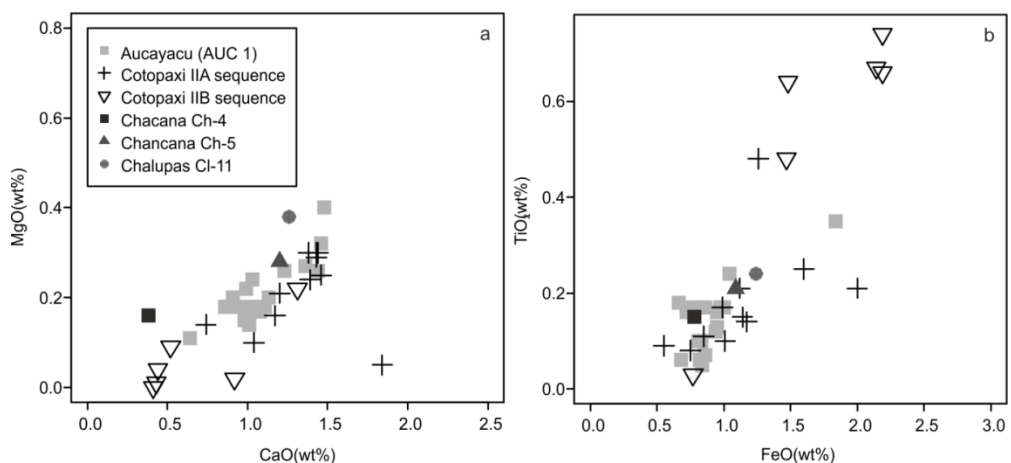 a
Aucayacu (AUC 1)
Cotopaxi IIA sequence
Cotopaxi IIB sequence
Chacana Ch-4
Chancana Ch-5
Chalupas Cl-11
MgO(wt%)
0.8
0.6
0.4
0.2
0.0
0.0 0.5 1.0 1.5 2.0 2.5
CaO(wt%)
b
TiO2(wt%)
0.6
0.4
0.2
0.0
0.0 0.5 1.0 1.5 2.0 2.5 3.0
FeO(wt%)